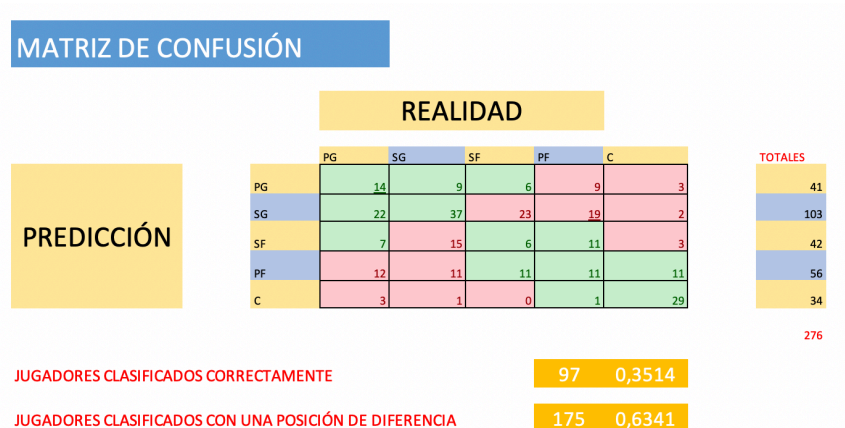 MATRIZ DE CONFUSIÓN
REALIDAD
PG SG SF PF C TOTALES
PG 14 9 6 9 3 41
SG 22 37 23 19 2 103
PREDICCIÓN
SF 7 15 6 11 3 42
PF 12 11 11 11 11 56
C 3 1 0 1 29 34
276
JUGADORES CLASIFICADOS CORRECTAMENTE 97 0,3514
JUGADORES CLASIFICADOS CON UNA POSICIÓN DE DIFERENCIA 175 0,6341